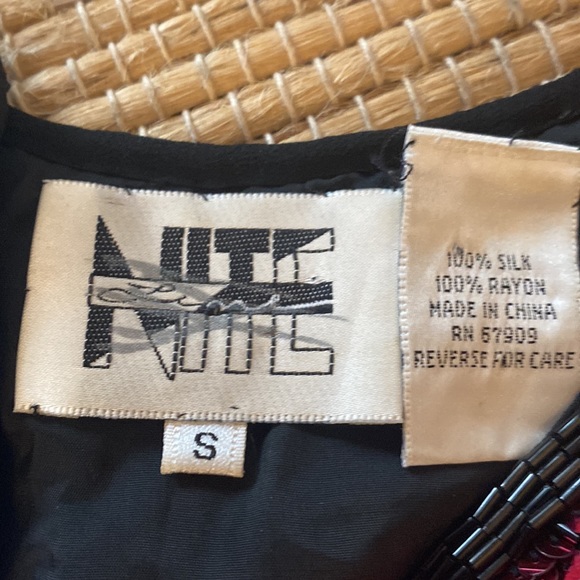 NITE
Line
NITE
S
100% SILK
100% RAYON
MADE IN CHINA
RN 67909
REVERSE FOR CARE